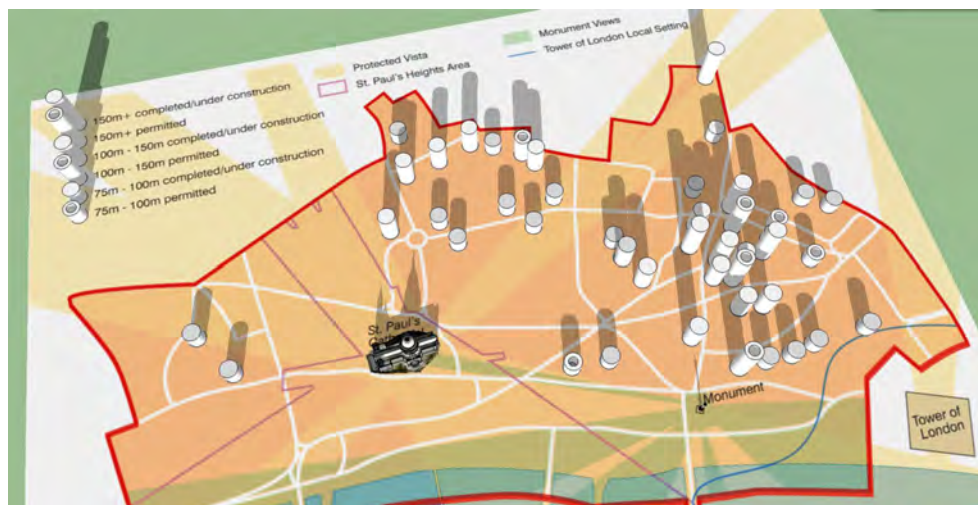 Monument Views
Tower of London Local Setting
Protected Vista
St. Paul's Heights Area
150m+ completed/under construction
150m+ permitted
100m - 150m completed/under construction
100m - 150m permitted
75m - 100m completed/under construction
75m - 100m permitted
St. Paul's
Monument
Tower of
London